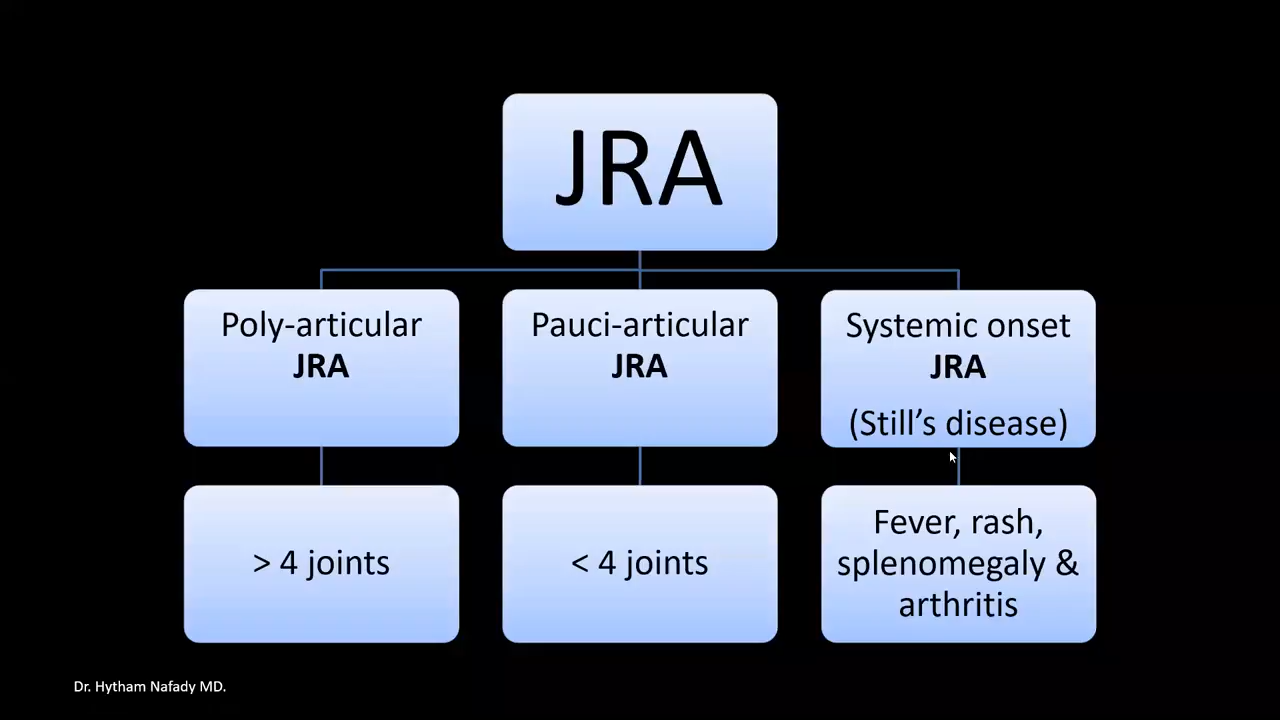 JRA
Poly-articular
JRA
Pauci-articular
JRA
Systemic onset
JRA
(Still’s disease)
> 4 joints
< 4 joints
Fever, rash,
splenomegaly &
arthritis
Dr. Hytham Nafady MD.